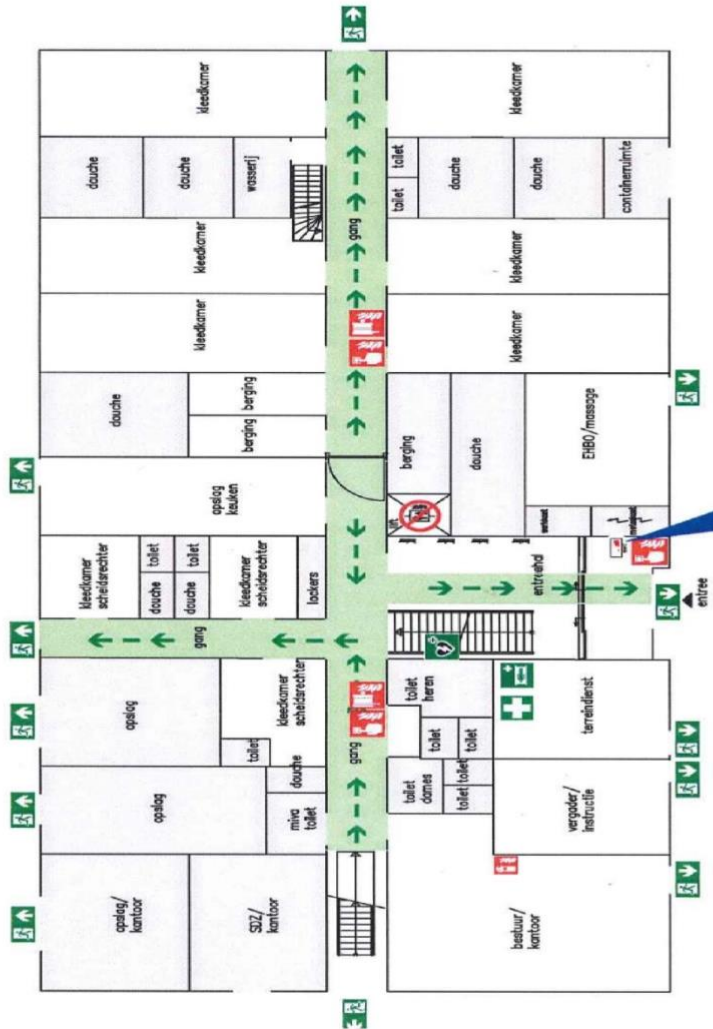 kleedkamer
kleedkamer
douche
douche
wasserij
toilet
toilet
douche
douche
containerruimte
gang
kleedkamer
kleedkamer
kleedkamer
kleedkamer
douche
berging
berging
berging
douche
EHBO/massage
opslag
keuken
lift
kleedkamer
scheidsrechter
toilet
douche
toilet
douche
kleedkamer
scheidsrechter
lockers
entreehal
entree
gang
opslag
kleedkamer
scheidsrechter
toilet
gang
toilet
heren
toilet
toilet
terreindienst
opslag
douche
miva
toilet
toilet
dames
toilet
toilet
vergader/
instructie
opslag/
kantoor
SDZ/
kantoor
bestuur/
kantoor